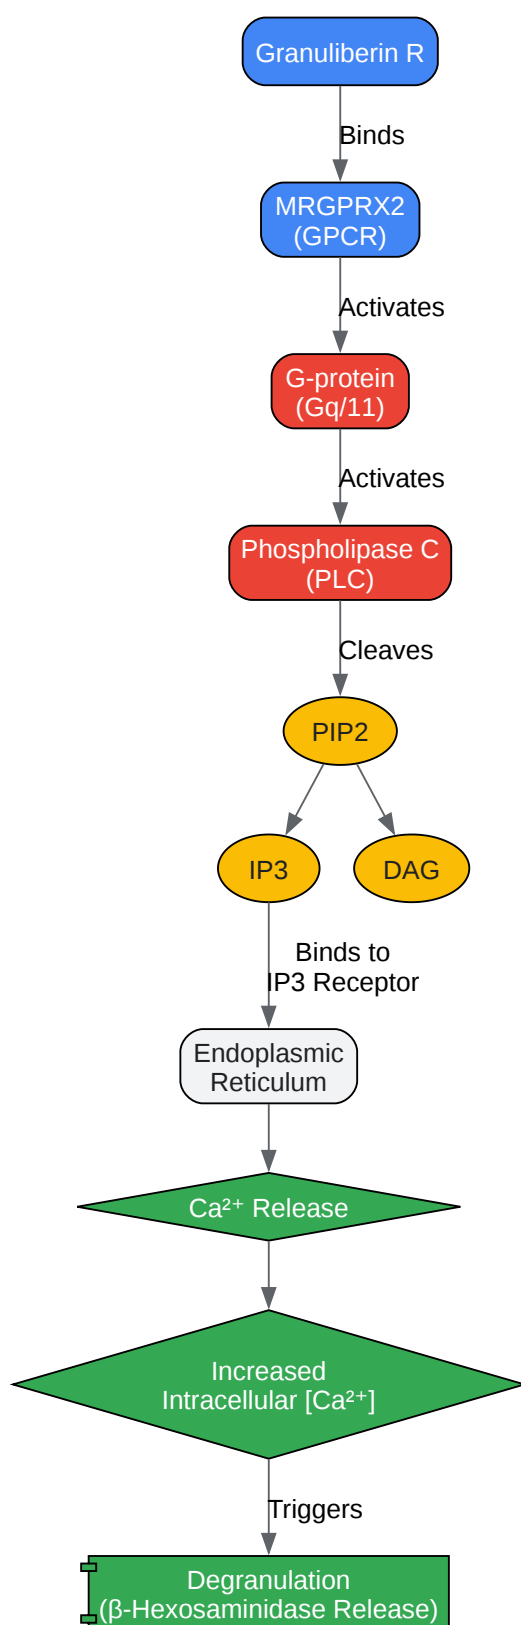 Granuliberin R
Binds
MRGPRX2
(GPCR)
Activates
G-protein
(Gq/11)
Activates
Phospholipase C
(PLC)
Cleaves
PIP2
IP3
DAG
Binds to
IP3 Receptor
Endoplasmic
Reticulum
Ca²⁺ Release
Increased
Intracellular [Ca²⁺]
Triggers
Degranulation
(β-Hexosaminidase Release)